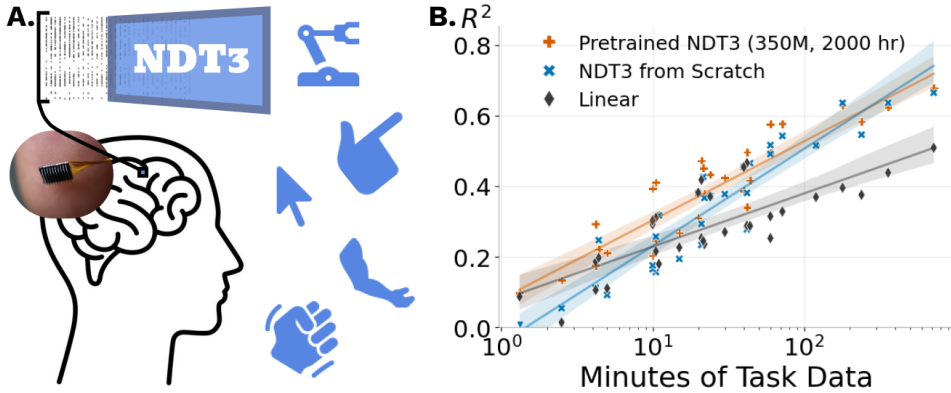 A.
NDT3
B.
R²
0.8
0.6
0.4
0.2
0.0
Pretrained NDT3 (350M, 2000 hr)
NDT3 from Scratch
Linear
10⁰
10¹
10²
Minutes of Task Data